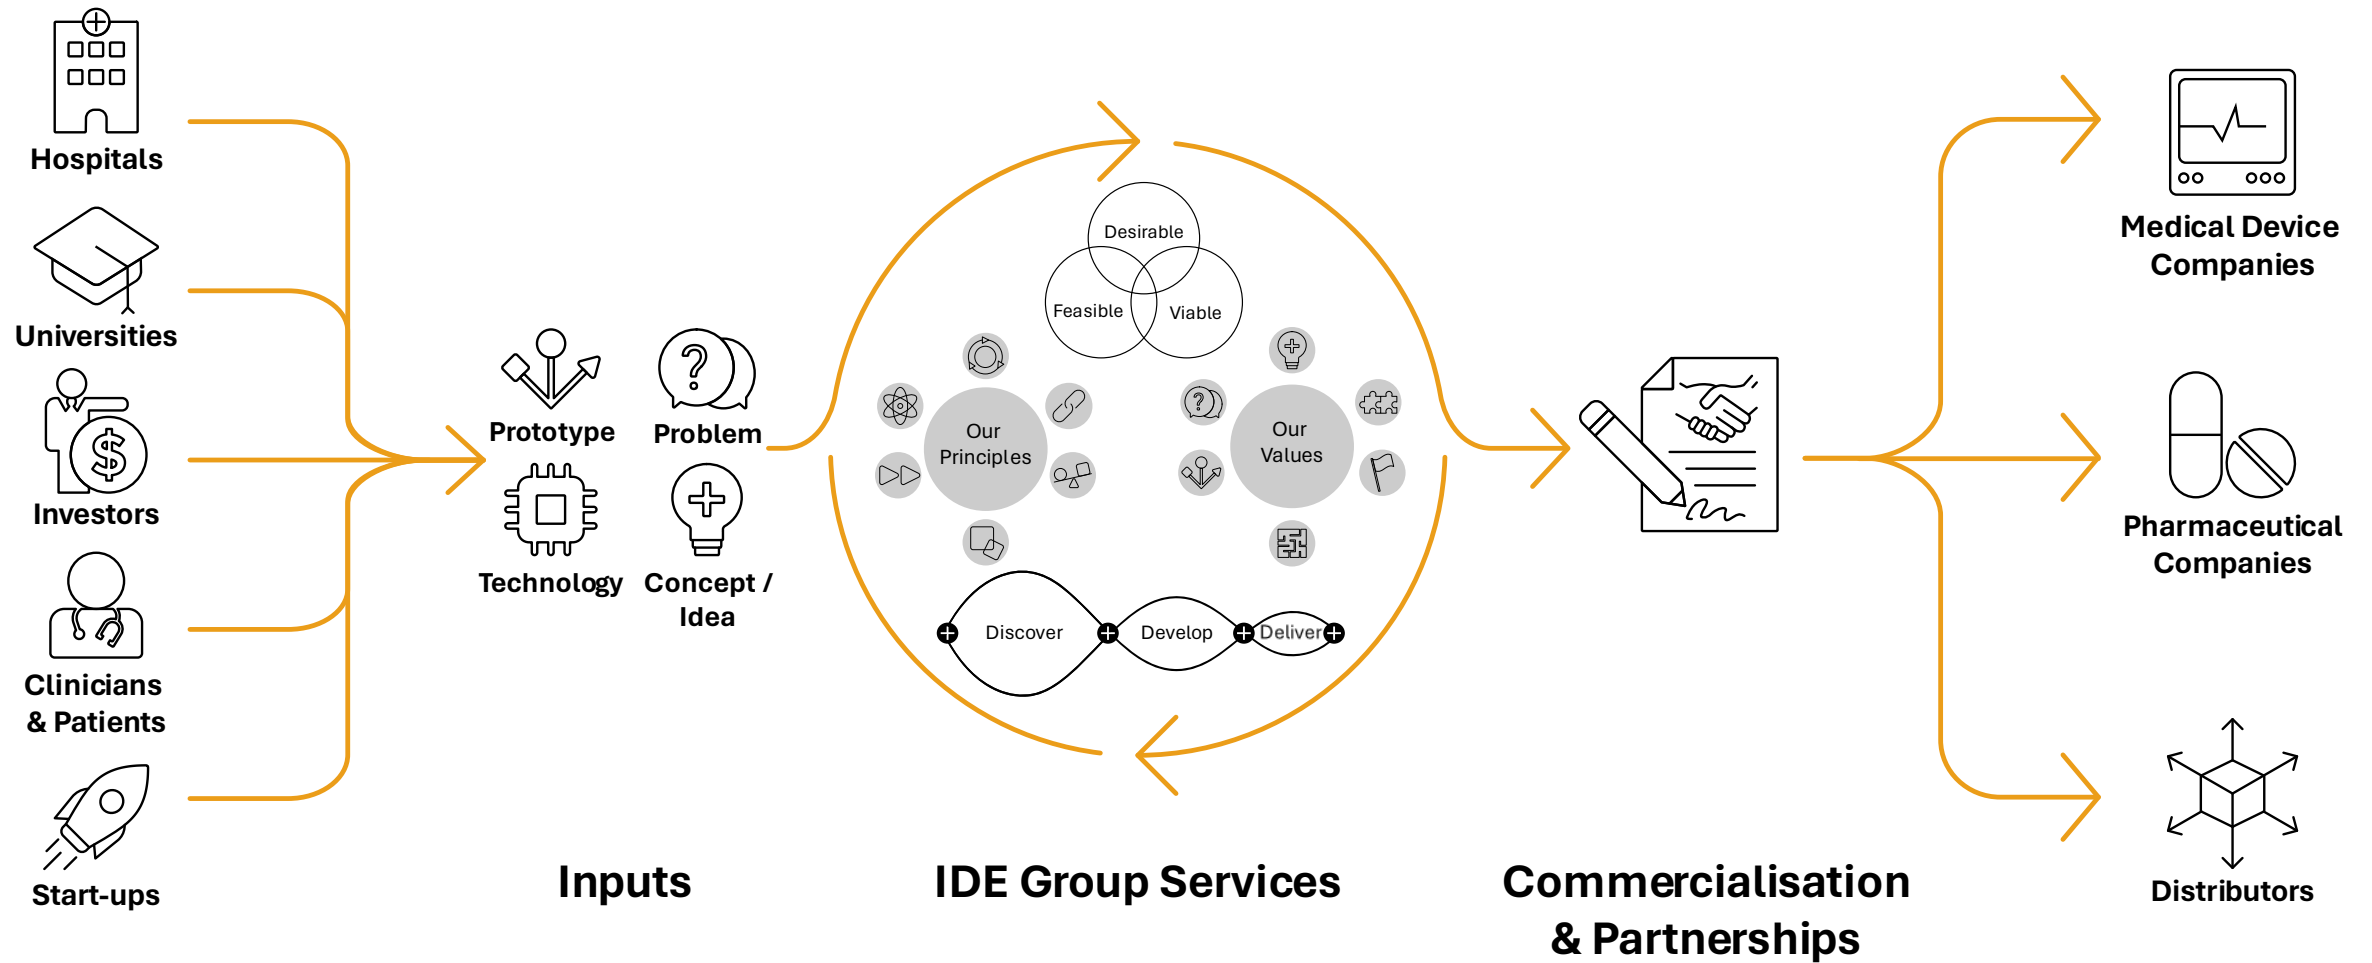 Hospitals
Universities
Investors
Clinicians
& Patients
Start-ups
Prototype
Problem
Technology
Concept /
Idea
Inputs
Desirable
Feasible
Viable
Our
Principles
Our
Values
Discover
Develop
Deliver
IDE Group Services
Commercialisation
& Partnerships
Medical Device
Companies
Pharmaceutical
Companies
Distributors